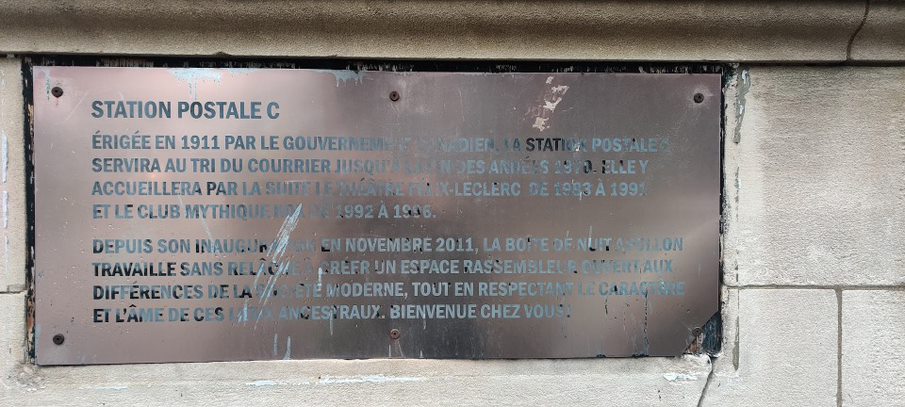 STATION POSTALE C
ÉRIGÉE EN 1911 PAR LE GOUVERNEMENT CANADIEN, LA STATION POSTALE C
SERVIRA AU TRI DU COURRIER JUSQU'À LA FIN DES ANNÉES 1970. ELLE Y
ACCUEILLERA PAR LA SUITE LE THÉÂTRE FÉLIX-LECLERC DE 1983 À 1991
ET LE CLUB MYTHIQUE DE 1992 À 1996.
DEPUIS SON INAUGURATION EN NOVEMBRE 2011, LA BOÎTE DE NUIT APOLLON
TRAVAILLE SANS RELÂCHE À CRÉER UN ESPACE RASSEMBLEUR OUVERT AUX
DIFFÉRENCES DE LA SOCIÉTÉ MODERNE, TOUT EN RESPECTANT LE CARACTÈRE
ET L'ÂME DE CES LIEUX ANCESTRAUX. BIENVENUE CHEZ VOUS!